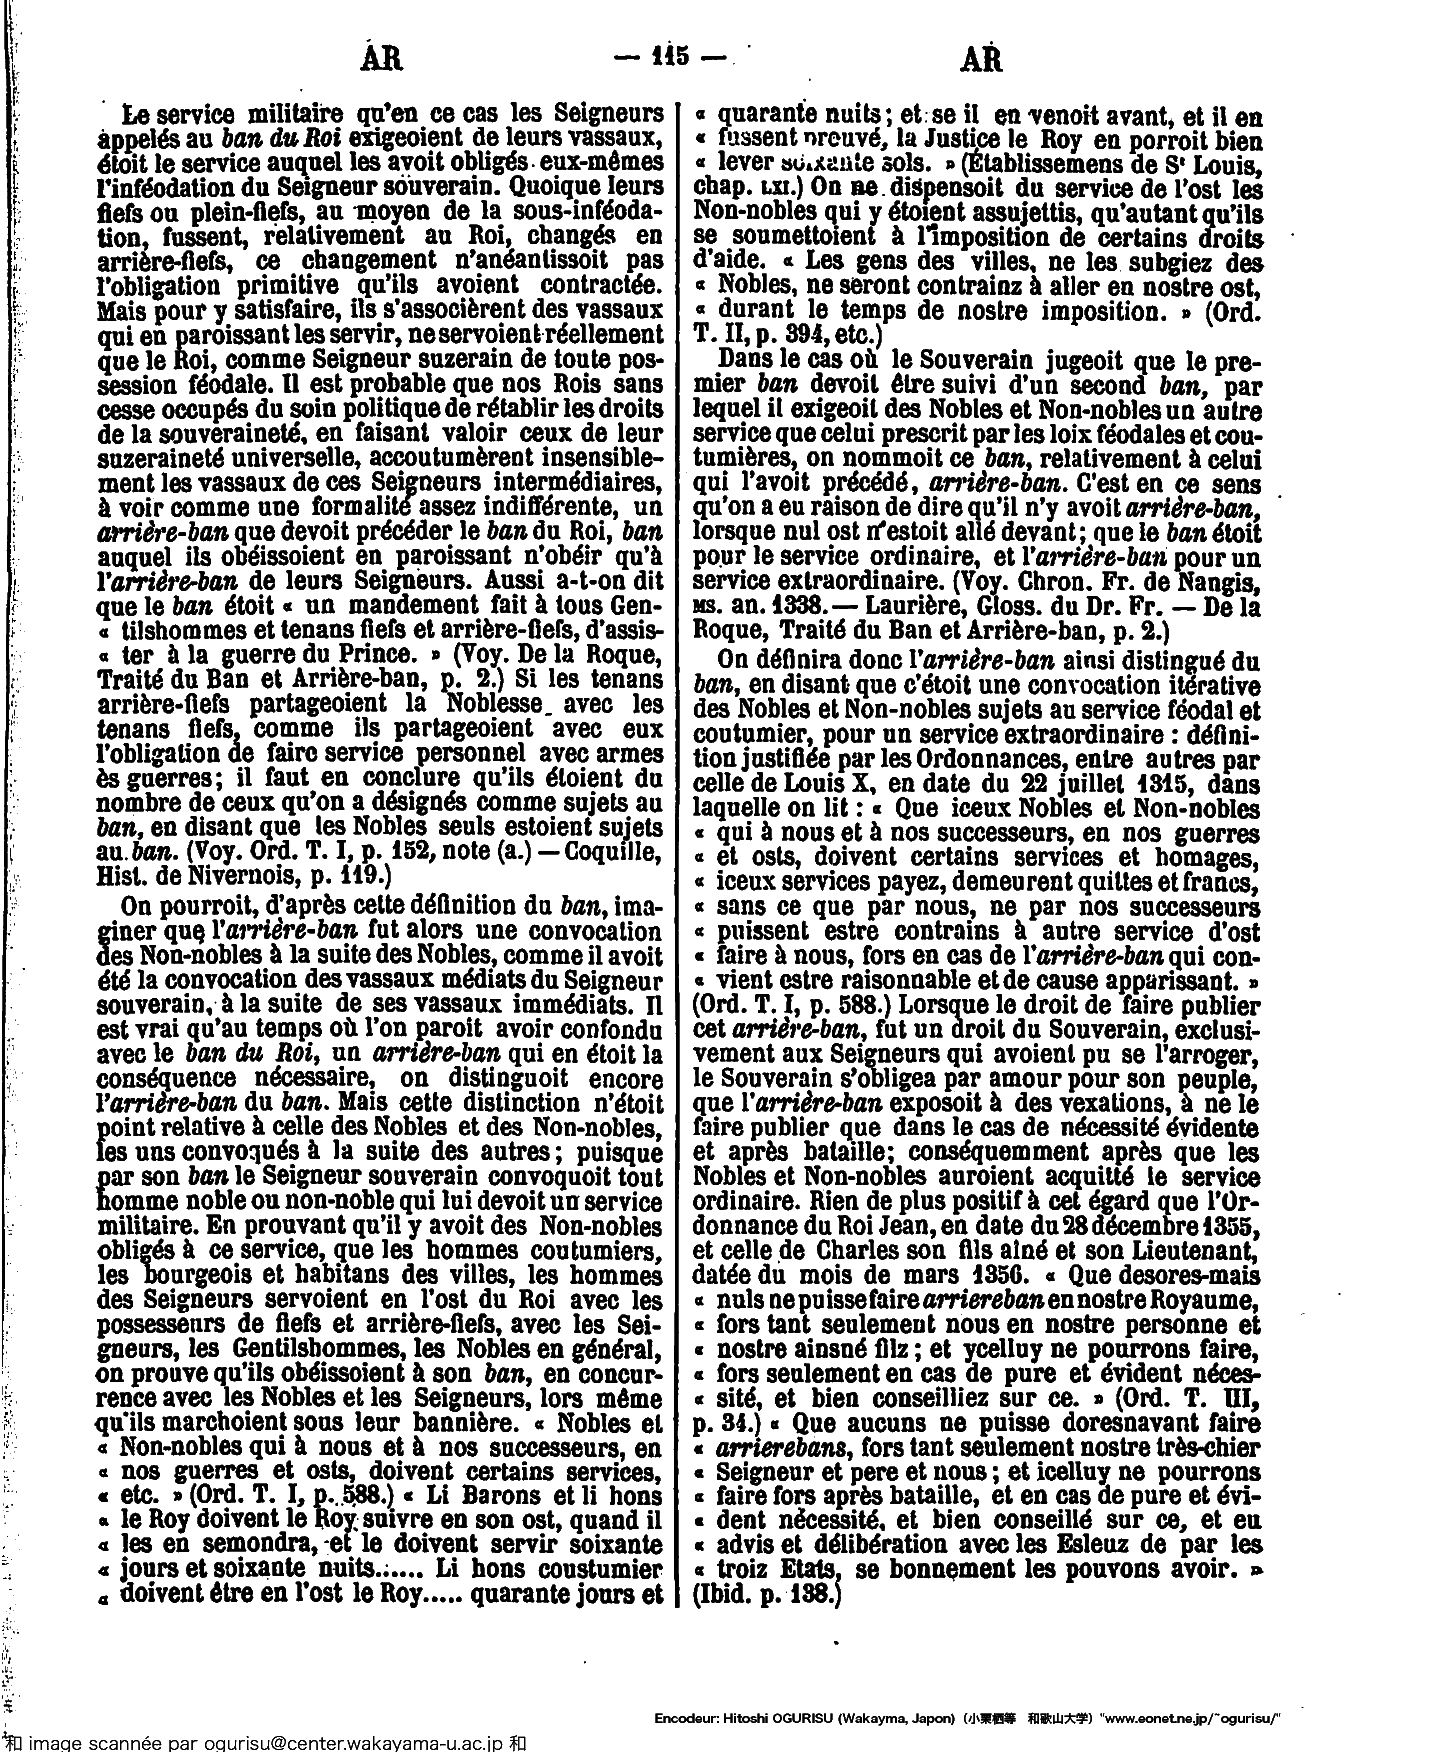 AR
— 115 —
AR
Le service militaire qu'en ce cas les Seigneurs
appelés au ban du Roi exigeoient de leurs vassaux,
étoit le service auquel les avoit obligés eux-mêmes
l'inféodation du Seigneur souverain. Quoique leurs
fiefs ou plein-fiefs, au moyen de la sous-inféoda-
tion, fussent, relativement au Roi, changés en
arrière-fiefs, ce changement n'anéantissoit pas
l'obligation primitive qu'ils avoient contractée.
Mais pour y satisfaire, ils s'associèrent des vassaux
qui en paroissant les servir, ne servoient réellement
que le Roi, comme Seigneur suzerain de toute pos-
session féodale. Il est probable que nos Rois sans
cesse occupés du soin politique de rétablir les droits
de la souveraineté, en faisant valoir ceux de leur
suzeraineté universelle, accoutumèrent insensible-
ment les vassaux de ces Seigneurs intermédiaires,
à voir comme une formalité assez indifférente, un
arrière-ban que devoit précéder le ban du Roi, ban
auquel ils obéissoient en paroissant n'obéir qu'à
l'arrière-ban de leurs Seigneurs. Aussi a-t-on dit
que le ban étoit « un mandement fait à tous Gen-
« tilshommes et tenans fiefs et arrière-fiefs, d'assis-
« ter à la guerre du Prince. » (Voy. De la Roque,
Traité du Ban et Arrière-ban, p. 2.) Si les tenans
arrière-fiefs partageoient la Noblesse avec les
tenans fiefs, comme ils partageoient avec eux
l'obligation de faire service personnel avec armes
ès guerres; il faut en conclure qu'ils étoient du
nombre de ceux qu'on a désignés comme sujets au
ban, en disant que les Nobles seuls estoient sujets
au ban. (Voy. Ord. T. I, p. 152, note (a.) — Coquille,
Hist. de Nivernois, p. 119.)
On pourroit, d'après cette définition du ban, ima-
giner que l'arrière-ban fut alors une convocation
des Non-nobles à la suite des Nobles, comme il avoit
été la convocation des vassaux médiats du Seigneur
souverain, à la suite de ses vassaux immédiats. Il
est vrai qu'au temps où l'on paroit avoir confondu
avec le ban du Roi, un arrière-ban qui en étoit la
conséquence nécessaire, on distinguoit encore
l'arrière-ban du ban. Mais cette distinction n'étoit
point relative à celle des Nobles et des Non-nobles,
les uns convoqués à la suite des autres; puisque
par son ban le Seigneur souverain convoquoit tout
homme noble ou non-noble qui lui devoit un service
militaire. En prouvant qu'il y avoit des Non-nobles
obligés à ce service, que les hommes coutumiers,
les bourgeois et habitans des villes, les hommes
des Seigneurs servoient en l'ost du Roi avec les
possesseurs de fiefs et arrière-fiefs, avec les Sei-
gneurs, les Gentilshommes, les Nobles en général,
on prouve qu'ils obéissoient à son ban, en concur-
rence avec les Nobles et les Seigneurs, lors même
qu'ils marchoient sous leur bannière. « Nobles et
« Non-nobles qui à nous et à nos successeurs, en
« nos guerres et osts, doivent certains services,
« etc. » (Ord. T. I, p. 588.) « Li Barons et li hons
« le Roy doivent le Roy suivre en son ost, quand il
« les en semondra, et le doivent servir soixante
« jours et soixante nuits...... Li hons coustumier
« doivent être en l'ost le Roy..... quarante jours et
« quarante nuits; et se il en venoit avant, et il en
« fussent prouvé, la Justice le Roy en porroit bien
« lever soixante sols. » (Établissemens de St Louis,
chap. LXI.) On ne dispensoit du service de l'ost les
Non-nobles qui y étoient assujettis, qu'autant qu'ils
se soumettoient à l'imposition de certains droits
d'aide. « Les gens des villes, ne les subgiez des
« Nobles, ne seront contrainz à aller en nostre ost,
« durant le temps de nostre imposition. » (Ord.
T. II, p. 394, etc.)
Dans le cas où le Souverain jugeoit que le pre-
mier ban devoit être suivi d'un second ban, par
lequel il exigeoit des Nobles et Non-nobles un autre
service que celui prescrit par les loix féodales et cou-
tumières, on nommoit ce ban, relativement à celui
qui l'avoit précédé, arrière-ban. C'est en ce sens
qu'on a eu raison de dire qu'il n'y avoit arrière-ban,
lorsque nul ost n'estoit allé devant; que le ban étoit
pour le service ordinaire, et l'arrière-ban pour un
service extraordinaire. (Voy. Chron. Fr. de Nangis,
MS. an. 1338. — Laurière, Gloss. du Dr. Fr. — De la
Roque, Traité du Ban et Arrière-ban, p. 2.)
On définira donc l'arrière-ban ainsi distingué du
ban, en disant que c'étoit une convocation itérative
des Nobles et Non-nobles sujets au service féodal et
coutumier, pour un service extraordinaire : défini-
tion justifiée par les Ordonnances, entre autres par
celle de Louis X, en date du 22 juillet 1315, dans
laquelle on lit : « Que iceux Nobles et Non-nobles
« qui à nous et à nos successeurs, en nos guerres
« et osts, doivent certains services et homages,
« iceux services payez, demeurent quittes et francs,
« sans ce que par nous, ne par nos successeurs
« puissent estre contrains à autre service d'ost
« faire à nous, fors en cas de l'arrière-ban qui con-
« vient estre raisonnable et de cause apparissant. »
(Ord. T. I, p. 588.) Lorsque le droit de faire publier
cet arrière-ban, fut un droit du Souverain, exclusi-
vement aux Seigneurs qui avoient pu se l'arroger,
le Souverain s'obligea par amour pour son peuple,
que l'arrière-ban exposoit à des vexations, à ne le
faire publier que dans le cas de nécessité évidente
et après bataille; conséquemment après que les
Nobles et Non-nobles auroient acquitté le service
ordinaire. Rien de plus positif à cet égard que l'Or-
donnance du Roi Jean, en date du 28 décembre 1355,
et celle de Charles son fils aîné et son Lieutenant,
datée du mois de mars 1356. « Que desores-mais
« nuls ne puisse faire arriereban en nostre Royaume,
« fors tant seulement nous en nostre personne et
« nostre ainsné filz; et ycelluy ne pourrons faire,
« fors seulement en cas de pure et évident néces-
« sité, et bien conseilliez sur ce. » (Ord. T. III,
p. 34.) « Que aucuns ne puisse doresnavant faire
« arrierebans, fors tant seulement nostre très-chier
« Seigneur et pere et nous; et icelluy ne pourrons
« faire fors après bataille, et en cas de pure et évi-
« dent nécessité, et bien conseillé sur ce, et eu
« advis et délibération avec les Esleuz de par les
« troiz Etats, se bonnement les pouvons avoir. »
(Ibid. p. 138.)
Encodeur: Hitoshi OGURISU (Wakayma, Japon) (小栗栖等 和歌山大学) "www.eonet.ne.jp/~ogurisu/"
和 image scannée par ogurisu@center.wakayama-u.ac.jp 和